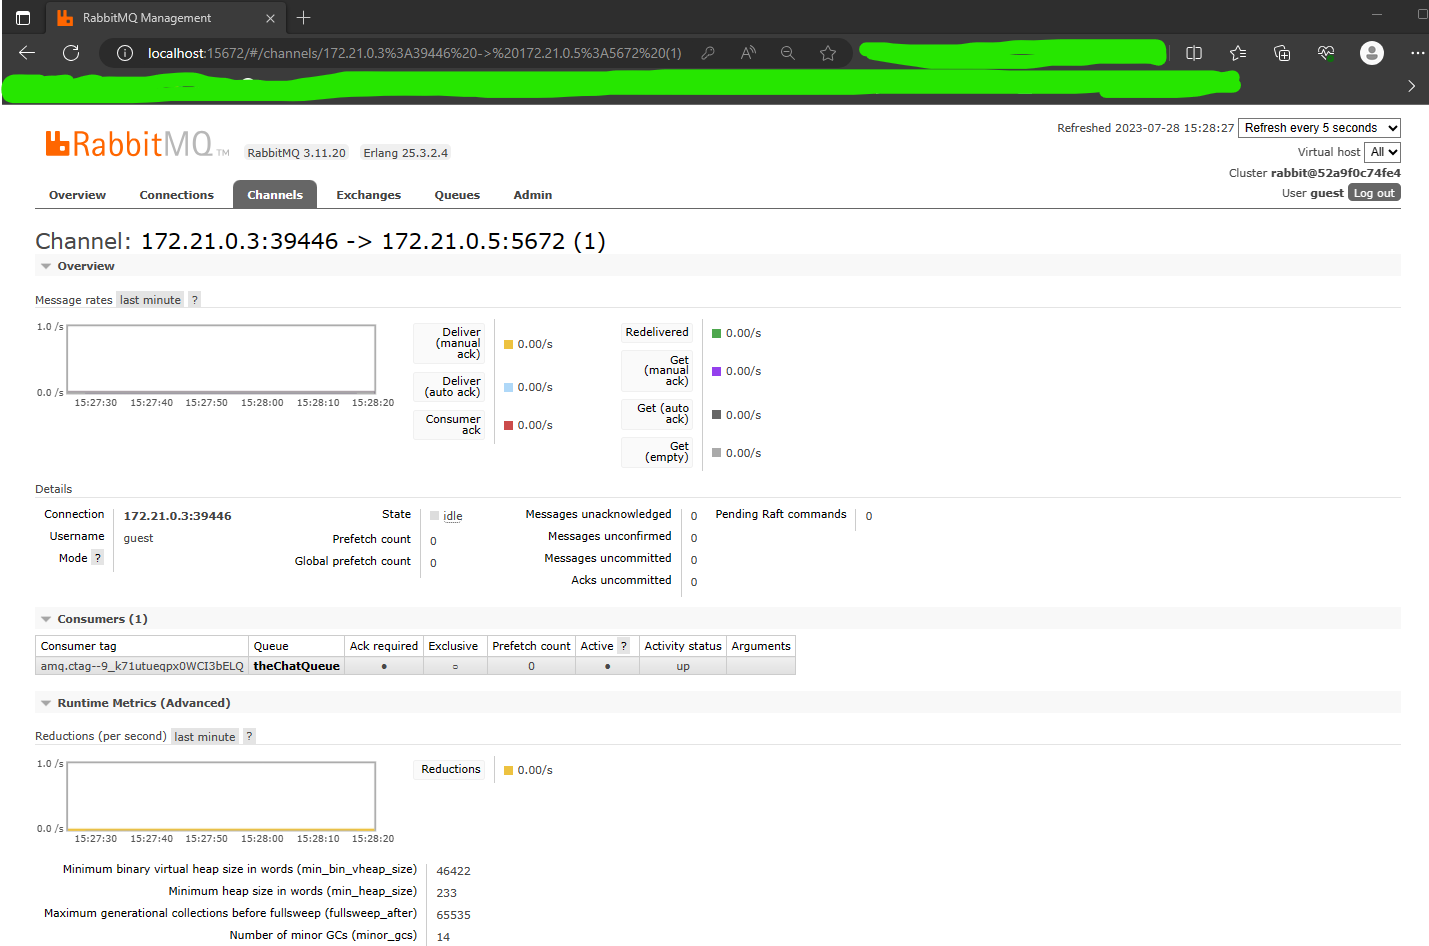 RabbitMQ Management
localhost:15672/#/channels/172.21.0.3%3A39446%20->%20172.21.0.5%3A5672%20(1)
Refreshed 2023-07-28 15:28:27 Refresh every 5 seconds
RabbitMQ TM RabbitMQ 3.11.20 Erlang 25.3.2.4
Virtual host All
Cluster rabbit@52a9f0c74fe4
User guest Log out
Overview Connections Channels Exchanges Queues Admin
Channel: 172.21.0.3:39446 -> 172.21.0.5:5672 (1)
Overview
Message rates last minute ?
1.0 /s
0.0 /s
15:27:30 15:27:40 15:27:50 15:28:00 15:28:10 15:28:20
Deliver (manual ack) 0.00/s
Deliver (auto ack) 0.00/s
Consumer ack 0.00/s
Redelivered 0.00/s
Get (manual ack) 0.00/s
Get (auto ack) 0.00/s
Get (empty) 0.00/s
Details
Connection 172.21.0.3:39446
Username guest
Mode ?
State idle
Prefetch count 0
Global prefetch count 0
Messages unacknowledged 0
Messages unconfirmed 0
Messages uncommitted 0
Acks uncommitted 0
Pending Raft commands 0
Consumers (1)
Consumer tag Queue Ack required Exclusive Prefetch count Active ? Activity status Arguments
amq.ctag--9_k71utueqpx0WCI3bELQ theChatQueue ● ○ 0 ● up
Runtime Metrics (Advanced)
Reductions (per second) last minute ?
1.0 /s
0.0 /s
15:27:30 15:27:40 15:27:50 15:28:00 15:28:10 15:28:20
Reductions 0.00/s
Minimum binary virtual heap size in words (min_bin_vheap_size) 46422
Minimum heap size in words (min_heap_size) 233
Maximum generational collections before fullsweep (fullsweep_after) 65535
Number of minor GCs (minor_gcs) 14